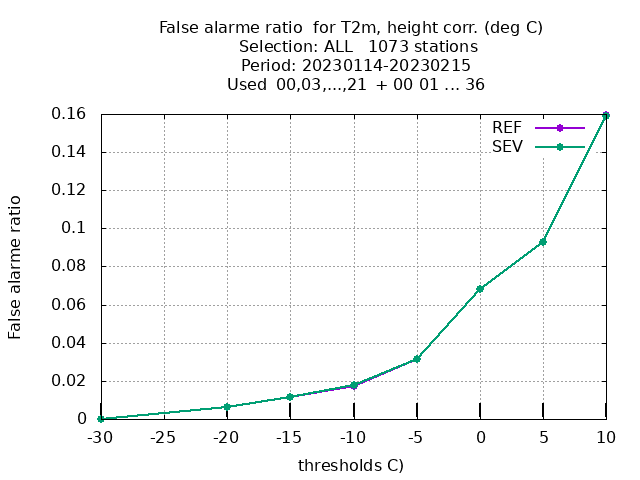 False alarme ratio  for T2m, height corr. (deg C)
Selection: ALL   1073 stations
Period: 20230114-20230215
Used  00,03,...,21  + 00 01 ... 36
False alarme ratio
0.16
0.14
0.12
0.1
0.08
0.06
0.04
0.02
0
REF
SEV
-30 -25 -20 -15 -10 -5 0 5 10
thresholds C)